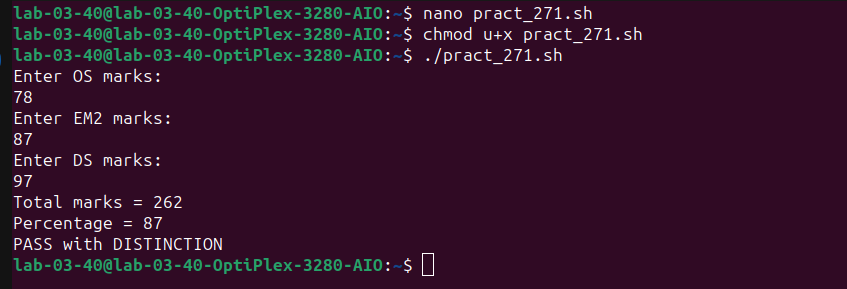 lab-03-40@lab-03-40-OptiPlex-3280-AIO:~$ nano pract_271.sh
lab-03-40@lab-03-40-OptiPlex-3280-AIO:~$ chmod u+x pract_271.sh
lab-03-40@lab-03-40-OptiPlex-3280-AIO:~$ ./pract_271.sh
Enter OS marks:
78
Enter EM2 marks:
87
Enter DS marks:
97
Total marks = 262
Percentage = 87
PASS with DISTINCTION
lab-03-40@lab-03-40-OptiPlex-3280-AIO:~$